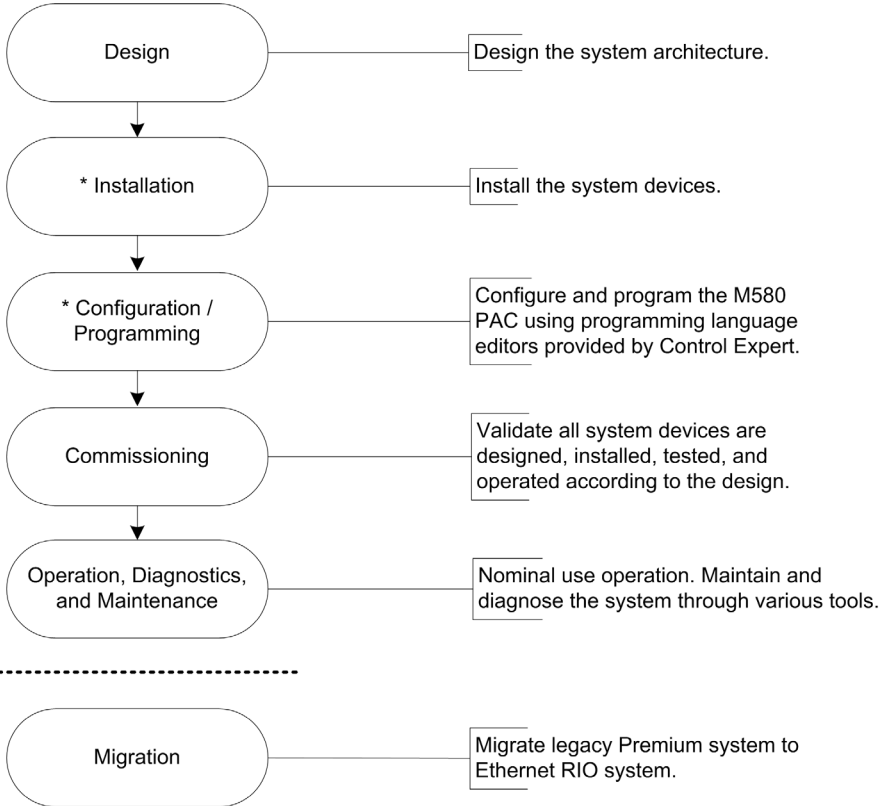 Design
Design the system architecture.
* Installation
Install the system devices.
* Configuration /
Programming
Configure and program the M580
PAC using programming language
editors provided by Control Expert.
Commissioning
Validate all system devices are
designed, installed, tested, and
operated according to the design.
Operation, Diagnostics,
and Maintenance
Nominal use operation. Maintain and
diagnose the system through various tools.
Migration
Migrate legacy Premium system to
Ethernet RIO system.